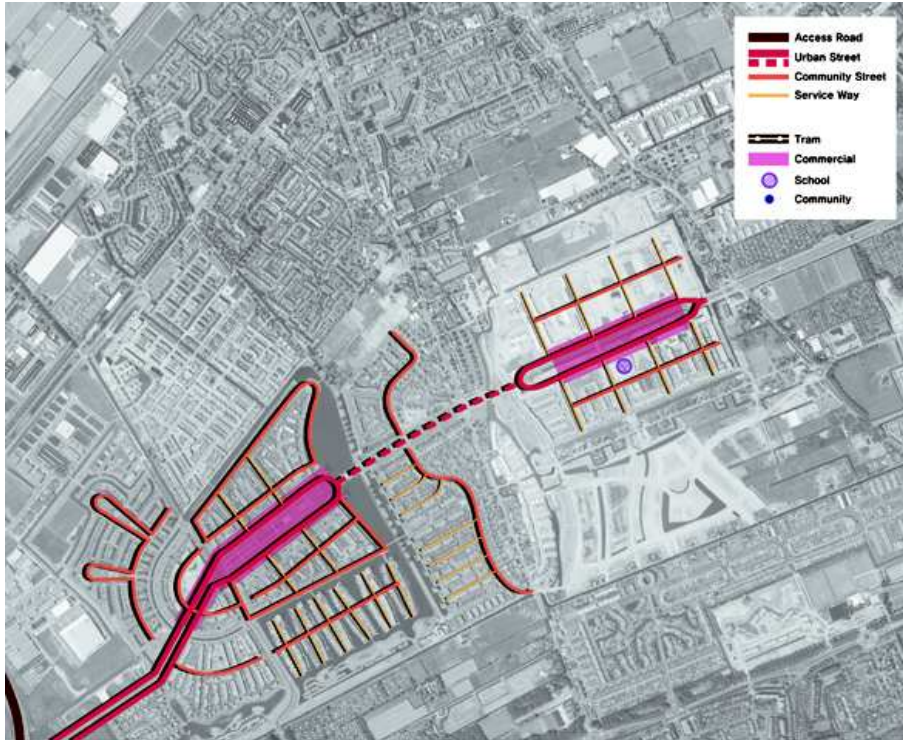 Access Road
Urban Street
Community Street
Service Way
Tram
Commercial
School
Community